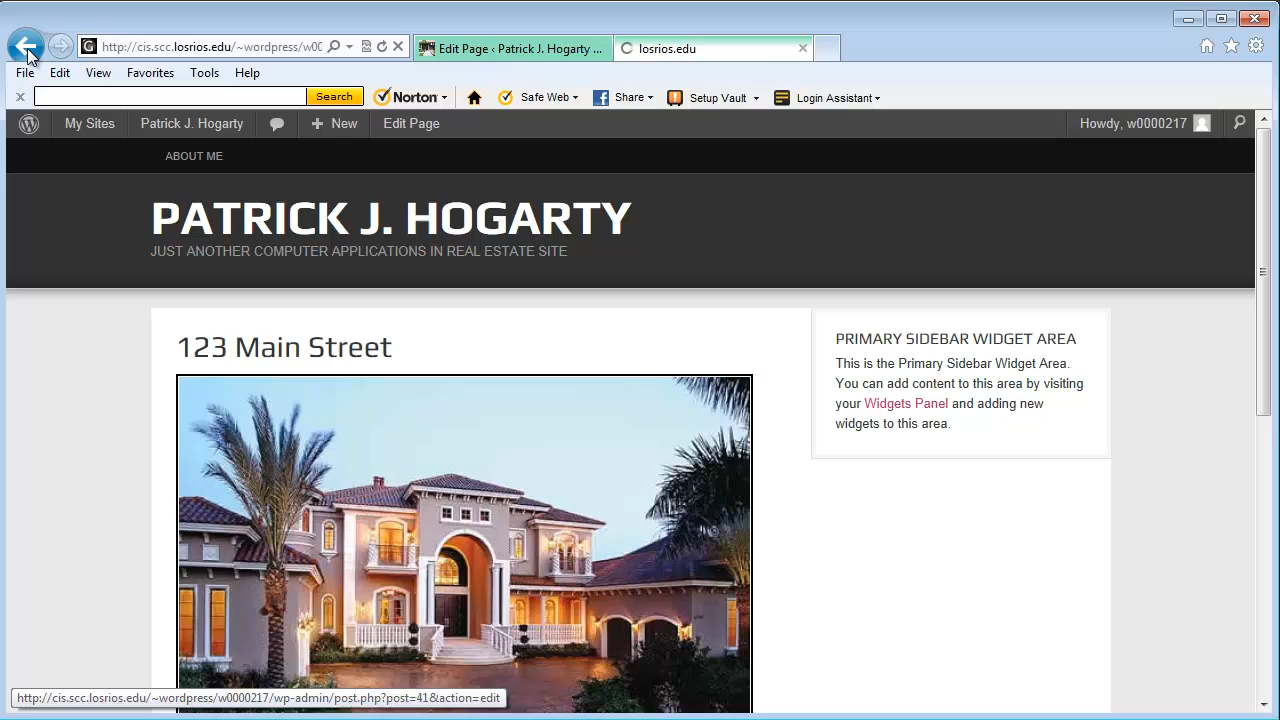 http://cis.scc.losrios.edu/~wordpress/w00
Edit Page ‹ Patrick J. Hogarty ...
losrios.edu
File Edit View Favorites Tools Help
Search
Norton
Safe Web
Share
Setup Vault
Login Assistant
My Sites
Patrick J. Hogarty
New
Edit Page
Howdy, w0000217
ABOUT ME
PATRICK J. HOGARTY
JUST ANOTHER COMPUTER APPLICATIONS IN REAL ESTATE SITE
123 Main Street
PRIMARY SIDEBAR WIDGET AREA
This is the Primary Sidebar Widget Area.
You can add content to this area by visiting
your Widgets Panel and adding new
widgets to this area.
http://cis.scc.losrios.edu/~wordpress/w0000217/wp-admin/post.php?post=41&action=edit